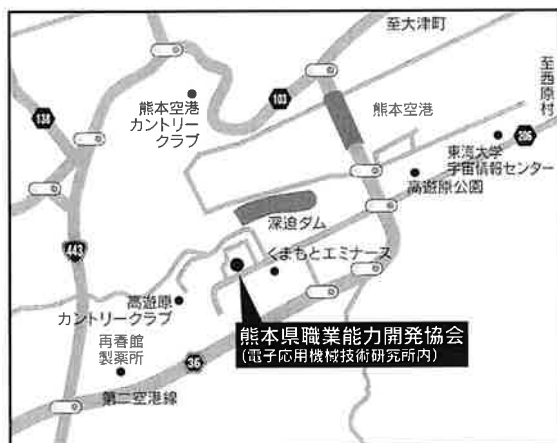 至大津町
138
熊本空港
カントリー
クラブ
103
熊本空港
至西原村
206
東海大学
宇宙情報センター
高遊原公園
深迫ダム
くまもとエミナース
443
高遊原
カントリークラブ
熊本県職業能力開発協会
(電子応用機械技術研究所内)
再春館
製薬所
36
第二空港線